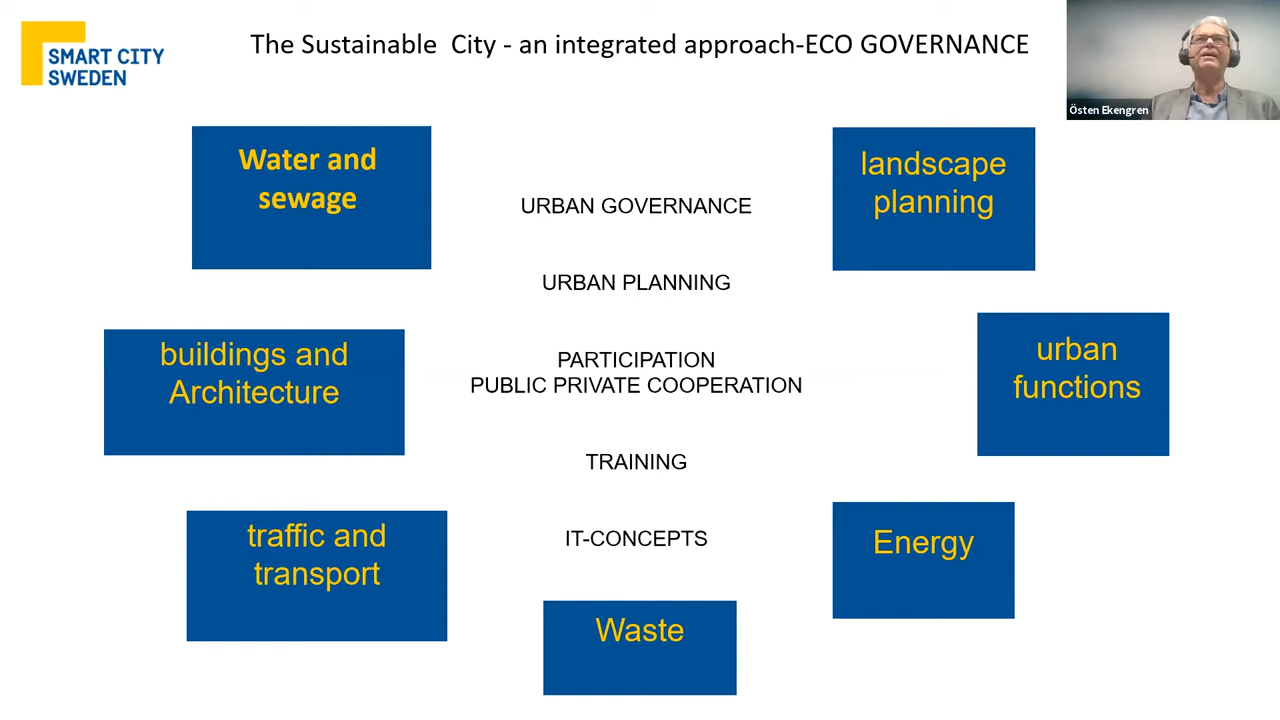 The Sustainable City - an integrated approach-ECO GOVERNANCE
SMART CITY
SWEDEN
Östen Ekengren
Water and
sewage
landscape
planning
URBAN GOVERNANCE
URBAN PLANNING
buildings and
Architecture
PARTICIPATION
PUBLIC PRIVATE COOPERATION
urban
functions
TRAINING
traffic and
transport
IT-CONCEPTS
Energy
Waste